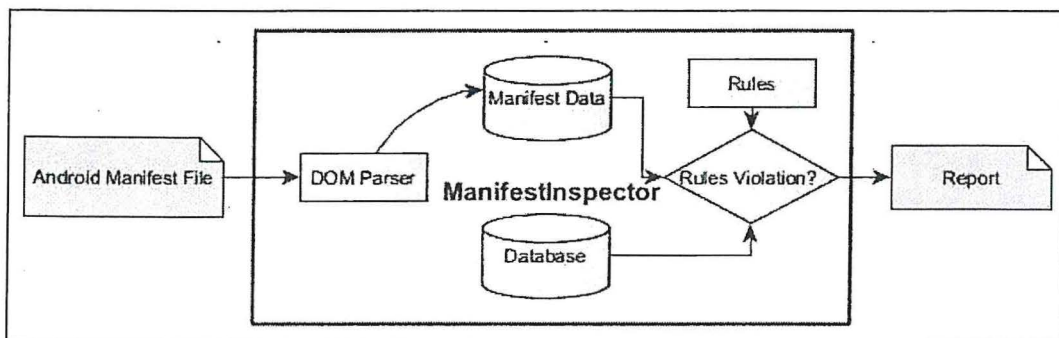 Manifest Data
Rules
Android Manifest File
DOM Parser
Rules Violation?
Report
ManifestInspector
Database